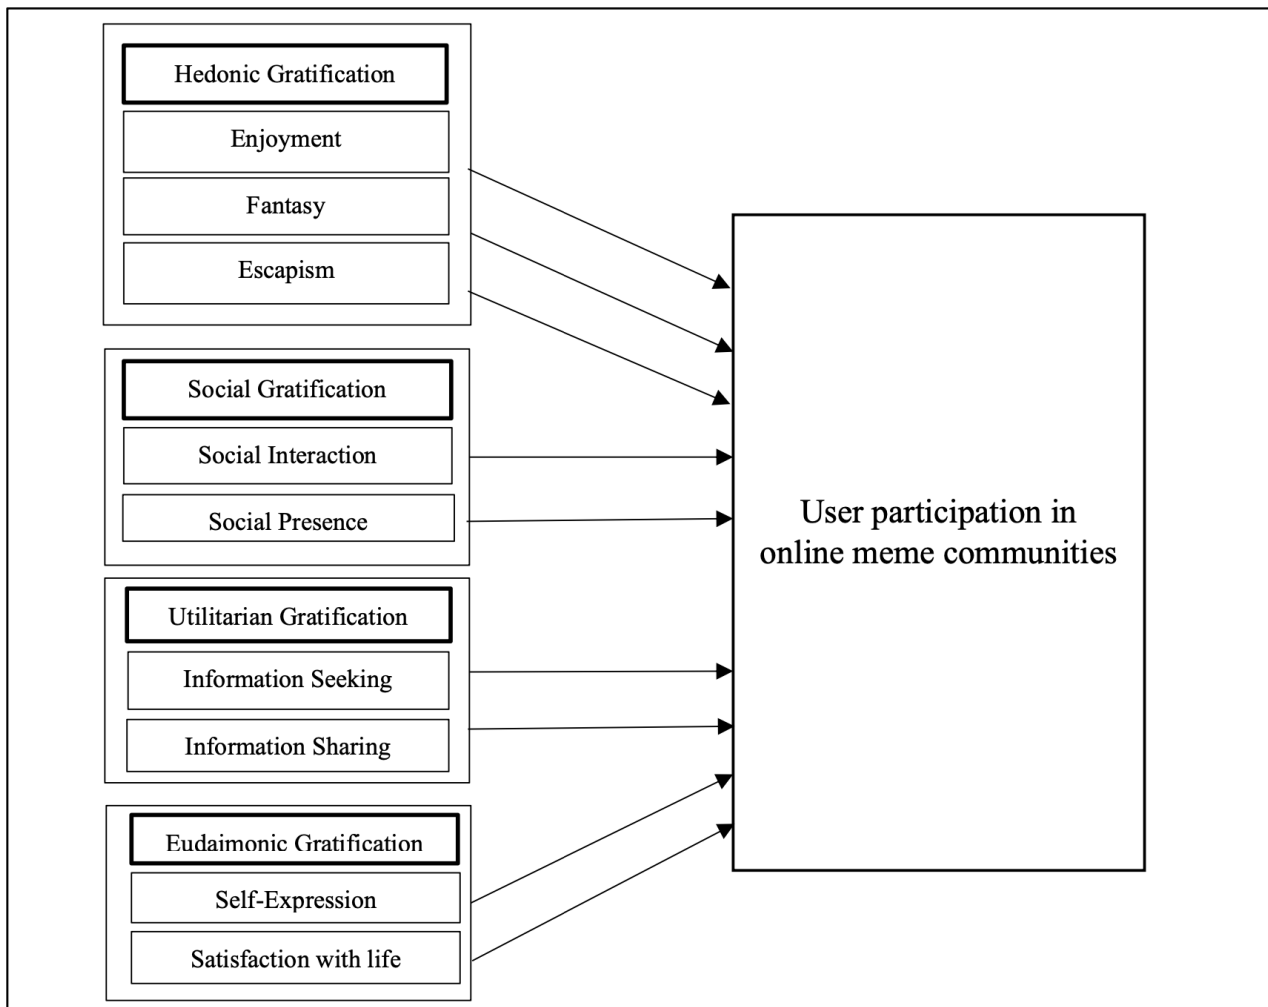 Hedonic Gratification
Enjoyment
Fantasy
Escapism
Social Gratification
Social Interaction
Social Presence
Utilitarian Gratification
Information Seeking
Information Sharing
Eudaimonic Gratification
Self-Expression
Satisfaction with life
User participation in
online meme communities